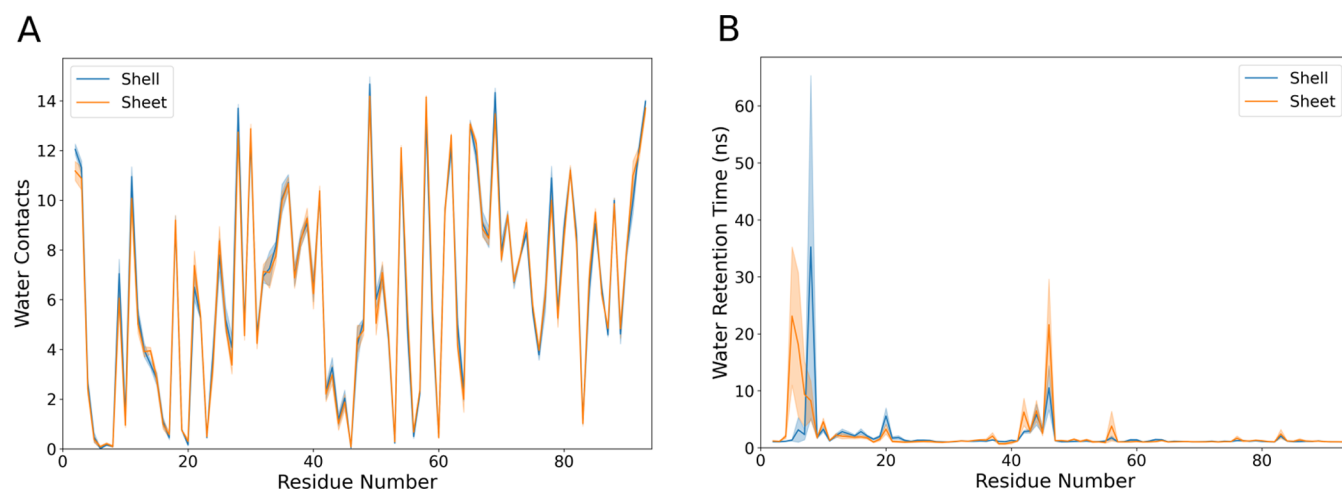 A
Shell
Sheet
Water Contacts
14
12
10
8
6
4
2
0
0 20 40 60 80
Residue Number
B
Shell
Sheet
Water Retention Time (ns)
60
50
40
30
20
10
0
0 20 40 60 80
Residue Number